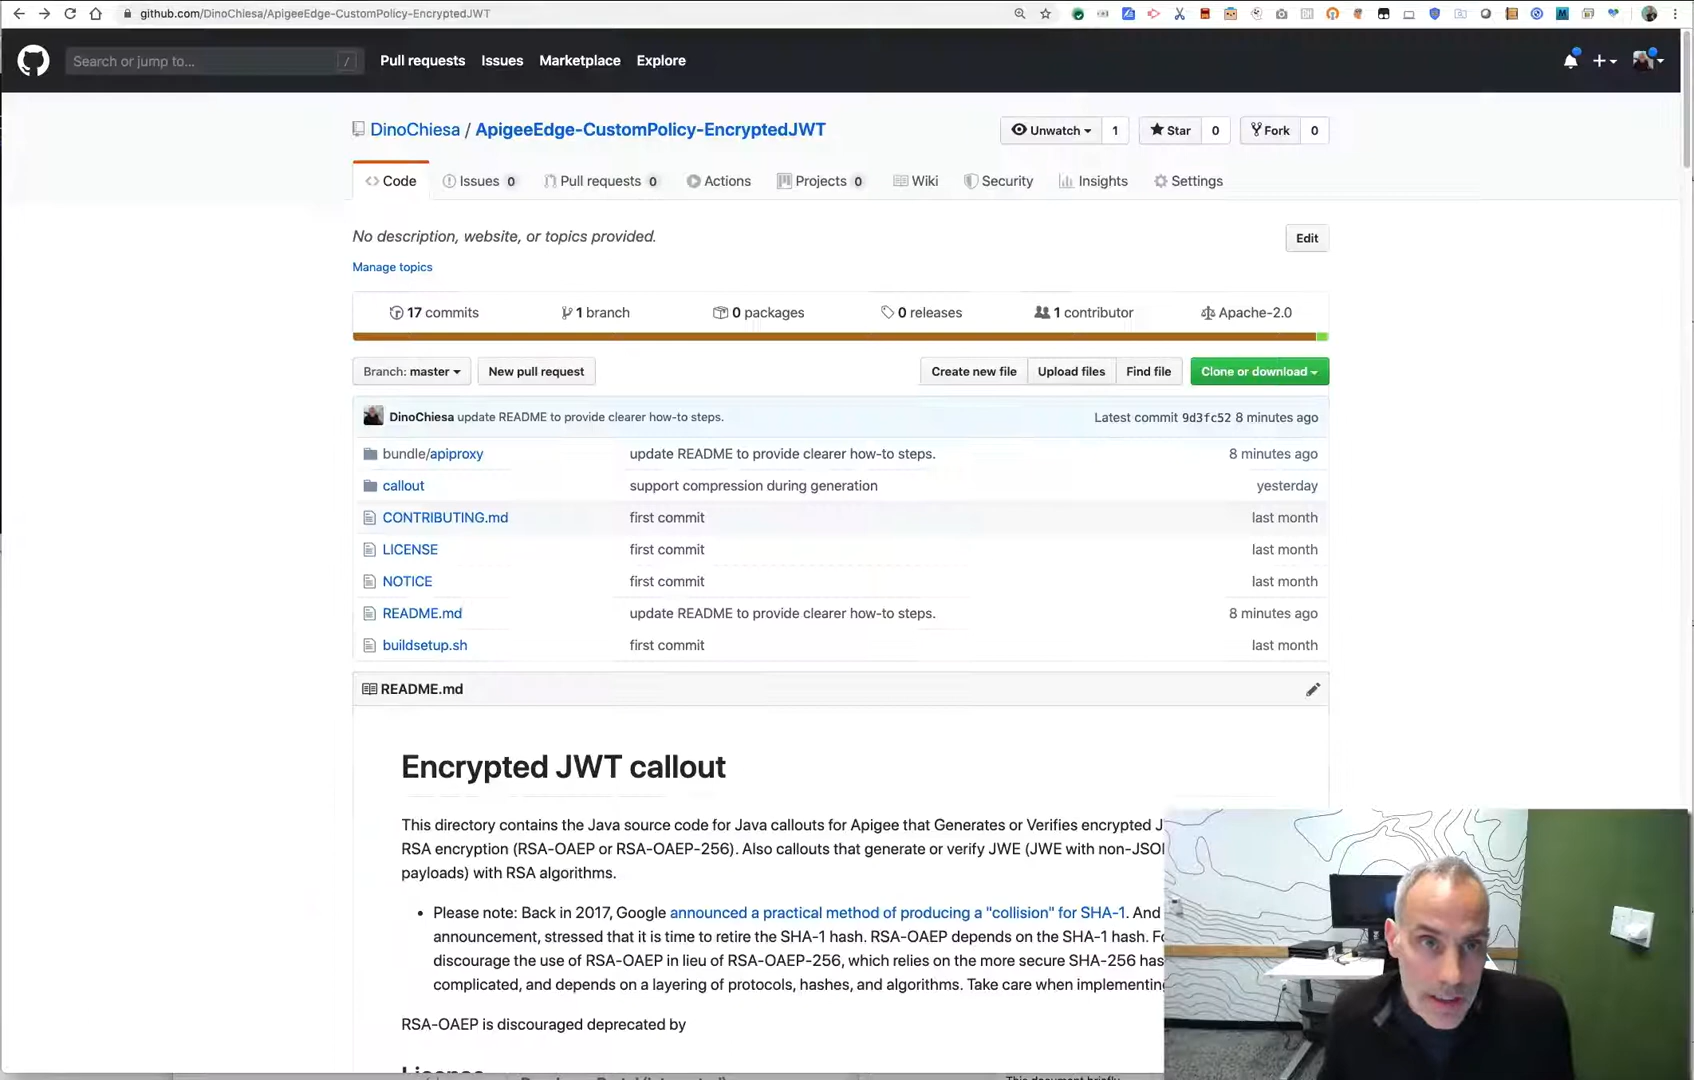 github.com/DinoChiesa/ApigeeEdge-CustomPolicy-EncryptedJWT
Search or jump to... /
Pull requests Issues Marketplace Explore
DinoChiesa / ApigeeEdge-CustomPolicy-EncryptedJWT
Unwatch 1 Star 0 Fork 0
Code Issues 0 Pull requests 0 Actions Projects 0 Wiki Security Insights Settings
No description, website, or topics provided.
Edit
Manage topics
17 commits 1 branch 0 packages 0 releases 1 contributor Apache-2.0
Branch: master New pull request Create new file Upload files Find file Clone or download
DinoChiesa update README to provide clearer how-to steps. Latest commit 9d3fc52 8 minutes ago
bundle/apiproxy update README to provide clearer how-to steps. 8 minutes ago
callout support compression during generation yesterday
CONTRIBUTING.md first commit last month
LICENSE first commit last month
NOTICE first commit last month
README.md update README to provide clearer how-to steps. 8 minutes ago
buildsetup.sh first commit last month
README.md
Encrypted JWT callout
This directory contains the Java source code for Java callouts for Apigee that Generates or Verifies encrypted J
RSA encryption (RSA-OAEP or RSA-OAEP-256). Also callouts that generate or verify JWE (JWE with non-JSO
payloads) with RSA algorithms.
• Please note: Back in 2017, Google announced a practical method of producing a "collision" for SHA-1. And
announcement, stressed that it is time to retire the SHA-1 hash. RSA-OAEP depends on the SHA-1 hash. Fo
discourage the use of RSA-OAEP in lieu of RSA-OAEP-256, which relies on the more secure SHA-256 has
complicated, and depends on a layering of protocols, hashes, and algorithms. Take care when implementing
RSA-OAEP is discouraged deprecated by
License
This document briefly